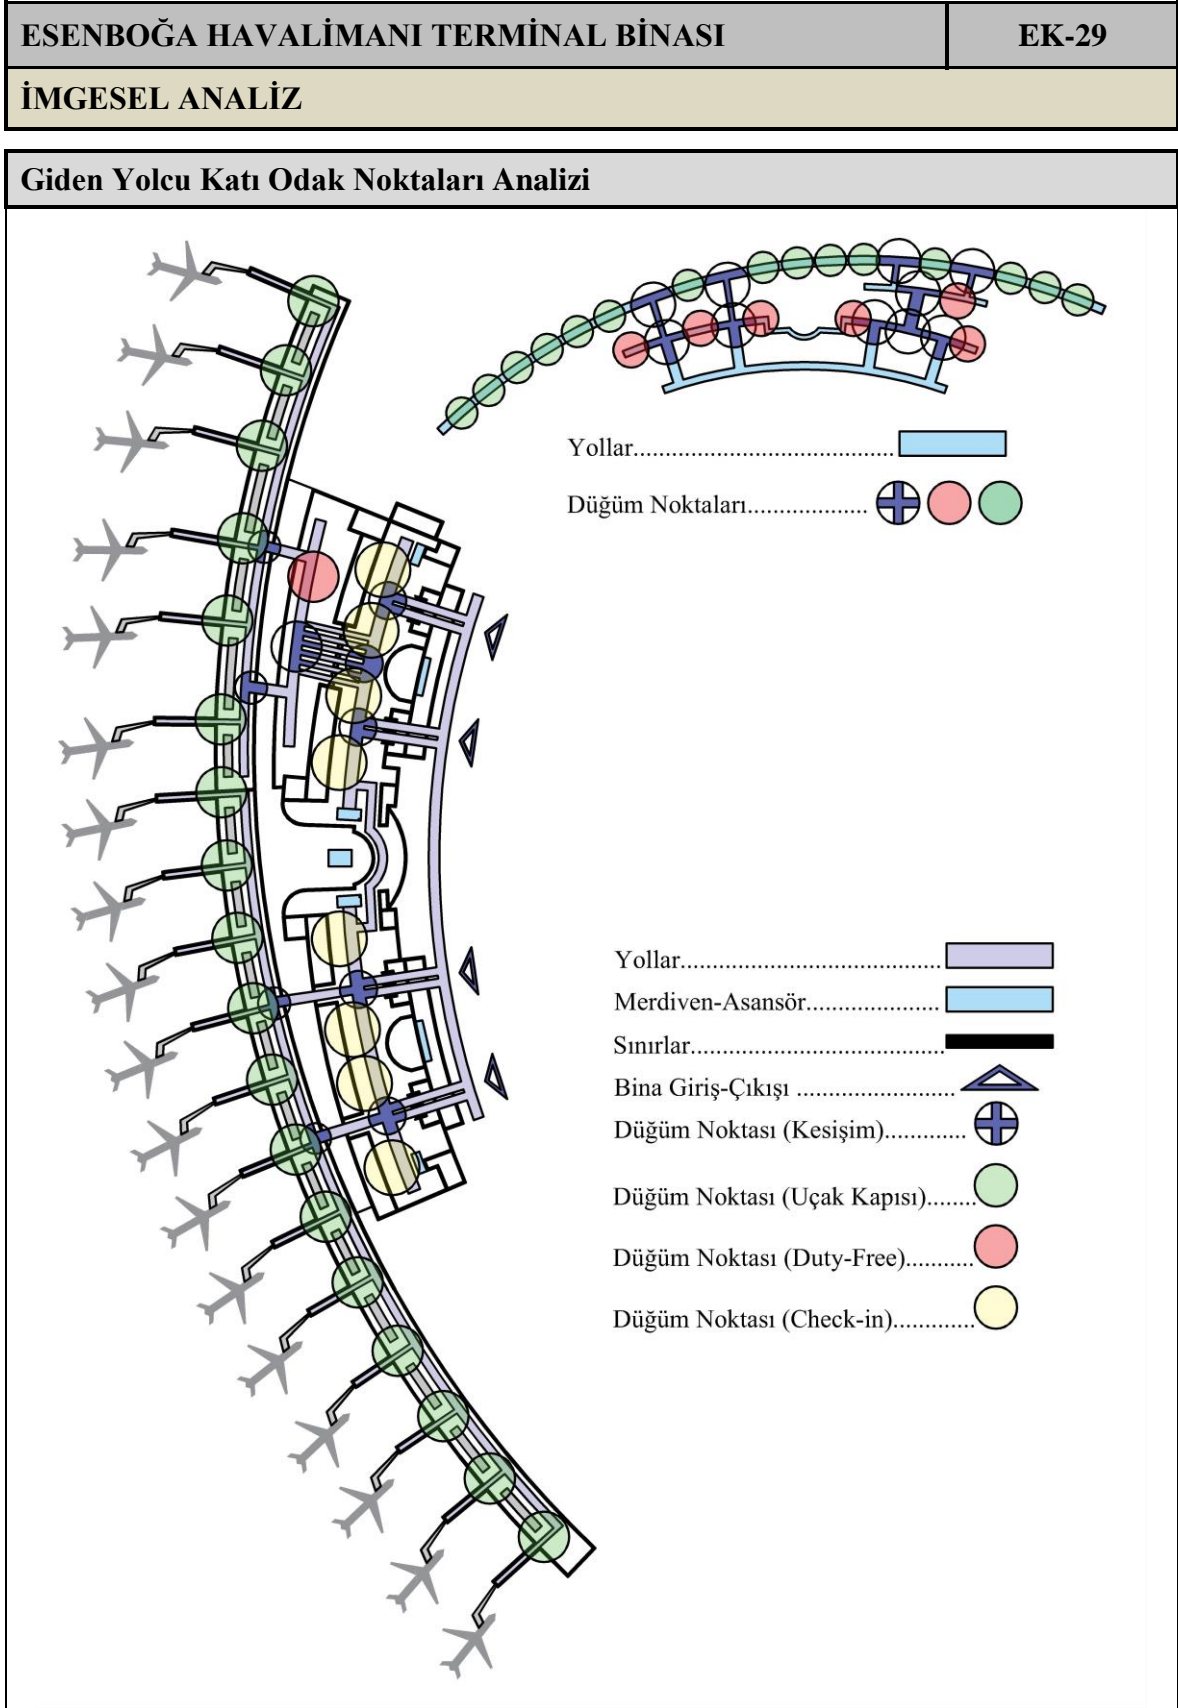 ESENBOĞA HAVALİMANI TERMİNAL BİNASI EK-29
İMGESEL ANALİZ
Giden Yolcu Katı Odak Noktaları Analizi
Yollar.........................................
Düğüm Noktaları...................
Yollar........................................
Merdiven-Asansör.....................
Sınırlar.......................................
Bina Giriş-Çıkışı .........................
Düğüm Noktası (Kesişim).............
Düğüm Noktası (Uçak Kapısı)........
Düğüm Noktası (Duty-Free)...........
Düğüm Noktası (Check-in).............